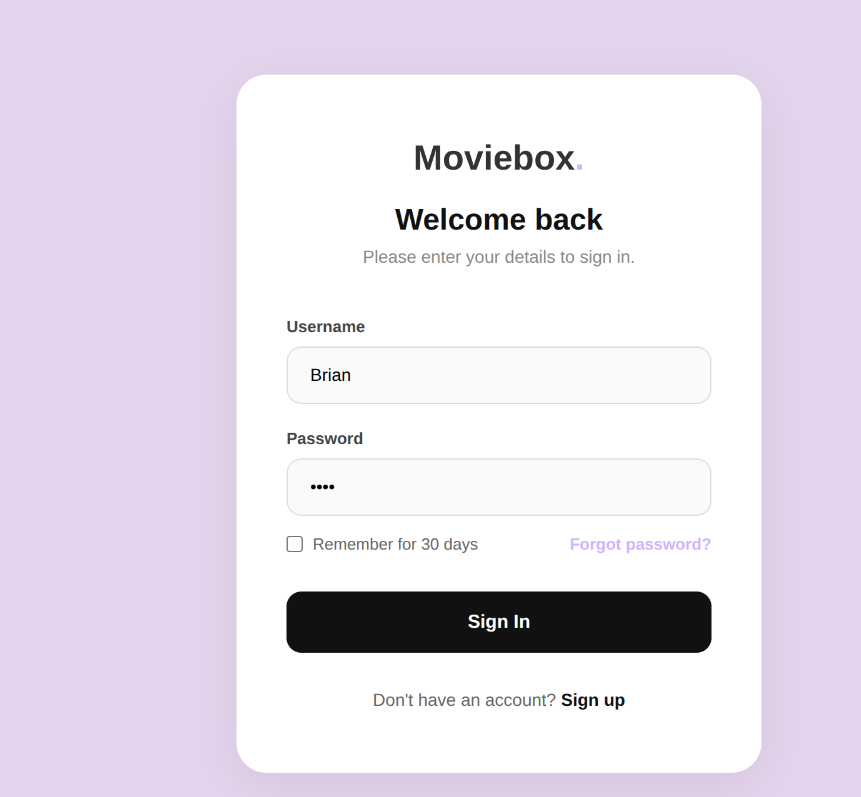 Moviebox.
Welcome back
Please enter your details to sign in.
Username
Brian
Password
••••
Remember for 30 days Forgot password?
Sign In
Don't have an account? Sign up